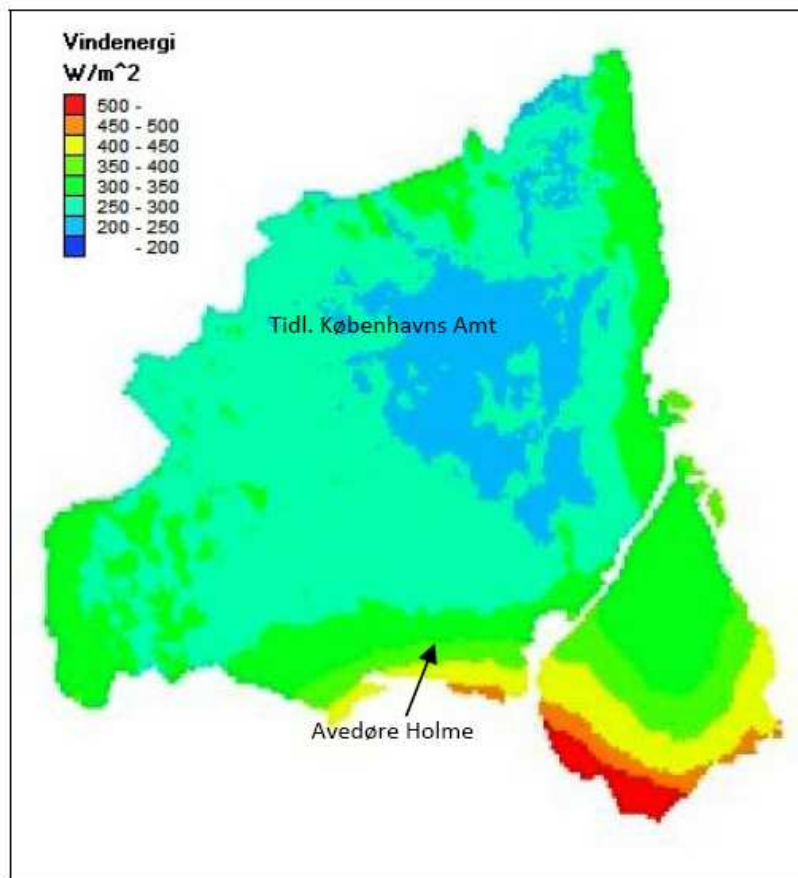 Vindenergi
W/m^2
500 -
450 - 500
400 - 450
350 - 400
300 - 350
250 - 300
200 - 250
- 200
Tidl. Københavns Amt
Avedøre Holme